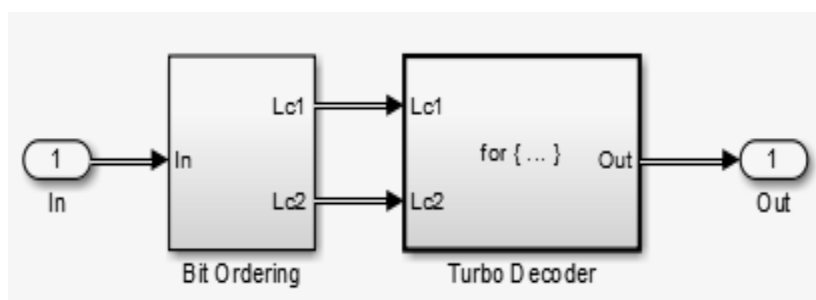 Lc1
Lc1
1
In
for { ... }
Out
1
In
Lc2
Lc2
Out
Bit Ordering
Turbo Decoder